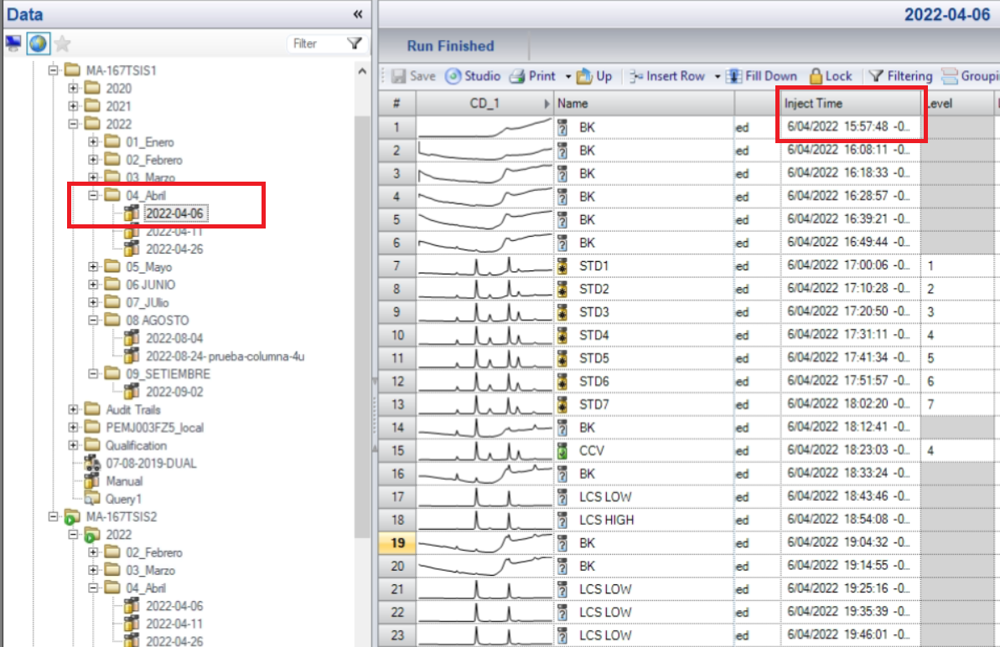 Data «
Filter
MA-167TSIS1
2020
2021
2022
01_Enero
02_Febrero
03_Marzo
04_Abril
2022-04-06
2022-04-11
2022-04-26
05_Mayo
06 JUNIO
07_JUlio
08 AGOSTO
2022-08-04
2022-08-24- prueba-columna-4u
09_SETIEMBRE
2022-09-02
Audit Trails
PEMJ003FZ5_local
Qualification
07-08-2019-DUAL
Manual
Query1
MA-167TSIS2
2022
02_Febrero
03_Marzo
04_Abril
2022-04-06
2022-04-11
2022-04-26
2022-04-06
Run Finished
Save Studio Print Up Insert Row Fill Down Lock Filtering Groupi
# CD_1 Name Inject Time Level
1 BK ed 6/04/2022 15:57:48 -0...
2 BK ed 6/04/2022 16:08:11 -0...
3 BK ed 6/04/2022 16:18:33 -0...
4 BK ed 6/04/2022 16:28:57 -0...
5 BK ed 6/04/2022 16:39:21 -0...
6 BK ed 6/04/2022 16:49:44 -0...
7 STD1 ed 6/04/2022 17:00:06 -0... 1
8 STD2 ed 6/04/2022 17:10:28 -0... 2
9 STD3 ed 6/04/2022 17:20:50 -0... 3
10 STD4 ed 6/04/2022 17:31:11 -0... 4
11 STD5 ed 6/04/2022 17:41:34 -0... 5
12 STD6 ed 6/04/2022 17:51:57 -0... 6
13 STD7 ed 6/04/2022 18:02:20 -0... 7
14 BK ed 6/04/2022 18:12:41 -0...
15 CCV ed 6/04/2022 18:23:03 -0... 4
16 BK ed 6/04/2022 18:33:24 -0...
17 LCS LOW ed 6/04/2022 18:43:46 -0...
18 LCS HIGH ed 6/04/2022 18:54:08 -0...
19 BK ed 6/04/2022 19:04:32 -0...
20 BK ed 6/04/2022 19:14:55 -0...
21 LCS LOW ed 6/04/2022 19:25:16 -0...
22 LCS LOW ed 6/04/2022 19:35:39 -0...
23 LCS LOW ed 6/04/2022 19:46:01 -0...